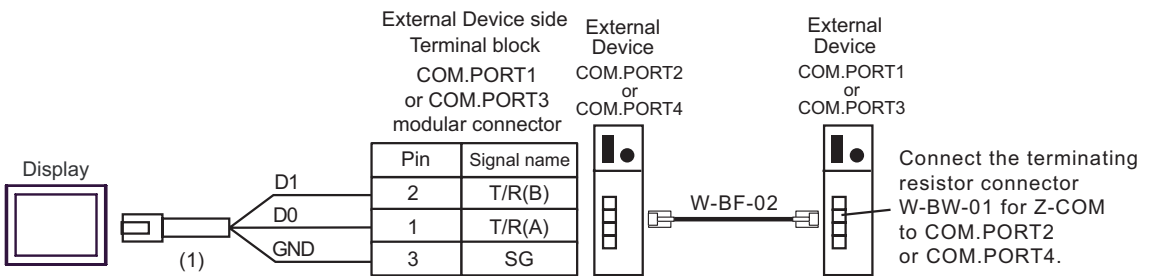 External Device side
Terminal block
COM.PORT1
or COM.PORT3
modular connector
External
Device
COM.PORT2
or
COM.PORT4
External
Device
COM.PORT1
or
COM.PORT3
Display
(1)
D1
D0
GND
Pin Signal name
2 T/R(B)
1 T/R(A)
3 SG
W-BF-02
Connect the terminating
resistor connector
W-BW-01 for Z-COM
to COM.PORT2
or COM.PORT4.